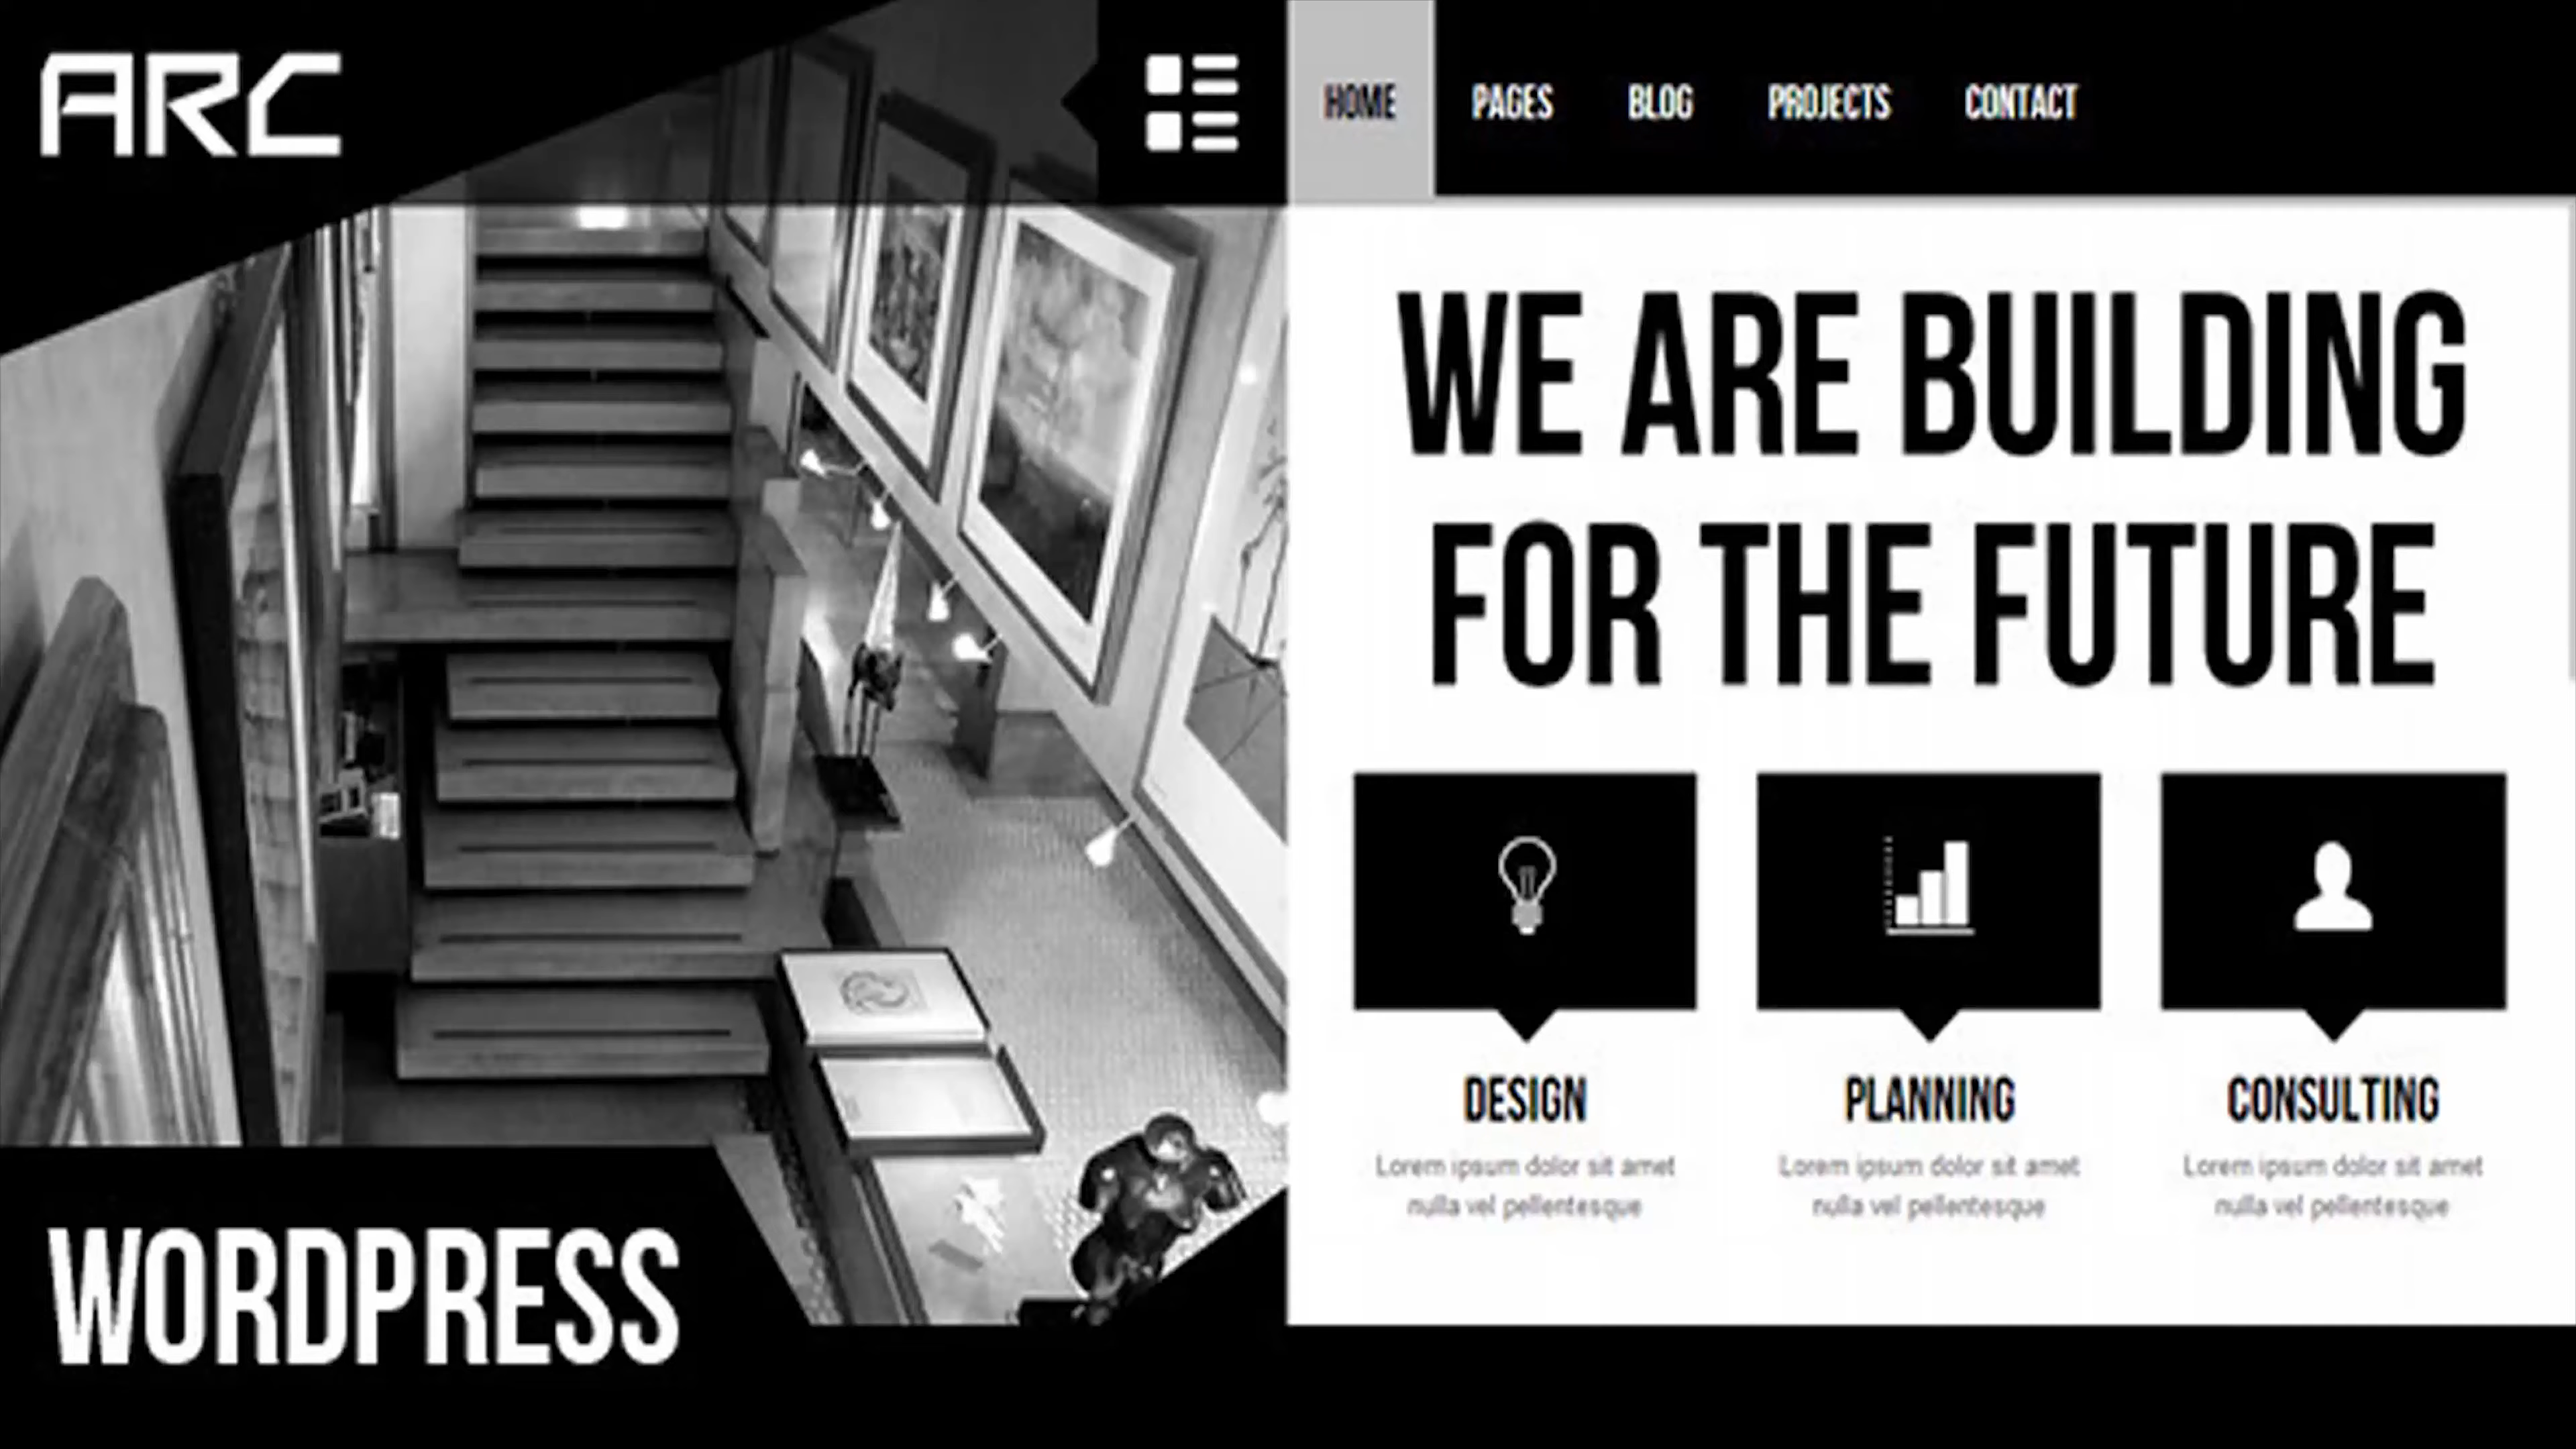 ARC
HOME PAGES BLOG PROJECTS CONTACT
WE ARE BUILDING
FOR THE FUTURE
DESIGN
Lorem ipsum dolor sit amet
nulla vel pellentesque
PLANNING
Lorem ipsum dolor sit amet
nulla vel pellentesque
CONSULTING
Lorem ipsum dolor sit amet
nulla vel pellentesque
WORDPRESS